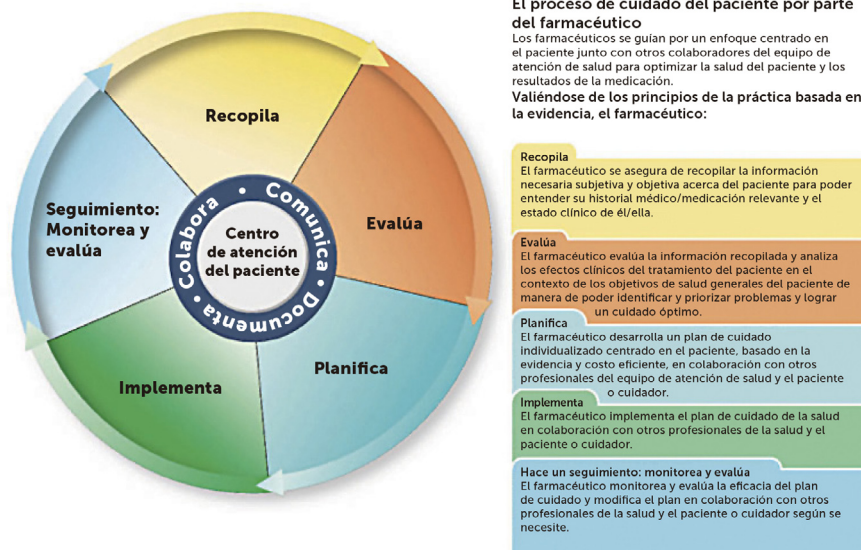 Recopila
Evalúa
Planifica
Implementa
Seguimiento:
Monitorea y
evalúa
Colabora • Comunica • Documenta •
Centro
de atención
del paciente
El proceso de cuidado del paciente por parte
del farmacéutico
Los farmacéuticos se guían por un enfoque centrado en
el paciente junto con otros colaboradores del equipo de
atención de salud para optimizar la salud del paciente y los
resultados de la medicación.
Valiéndose de los principios de la práctica basada en
la evidencia, el farmacéutico:
Recopila
El farmacéutico se asegura de recopilar la información
necesaria subjetiva y objetiva acerca del paciente para poder
entender su historial médico/medicación relevante y el
estado clínico de él/ella.
Evalúa
El farmacéutico evalúa la información recopilada y analiza
los efectos clínicos del tratamiento del paciente en el
contexto de los objetivos de salud generales del paciente de
manera de poder identificar y priorizar problemas y lograr
un cuidado óptimo.
Planifica
El farmacéutico desarrolla un plan de cuidado
individualizado centrado en el paciente, basado en la
evidencia y costo eficiente, en colaboración con otros
profesionales del equipo de atención de salud y el paciente
o cuidador.
Implementa
El farmacéutico implementa el plan de cuidado de la salud
en colaboración con otros profesionales de la salud y el
paciente o cuidador.
Hace un seguimiento: monitorea y evalúa
El farmacéutico monitorea y evalúa la eficacia del plan
de cuidado y modifica el plan en colaboración con otros
profesionales de la salud y el paciente o cuidador según se
necesite.